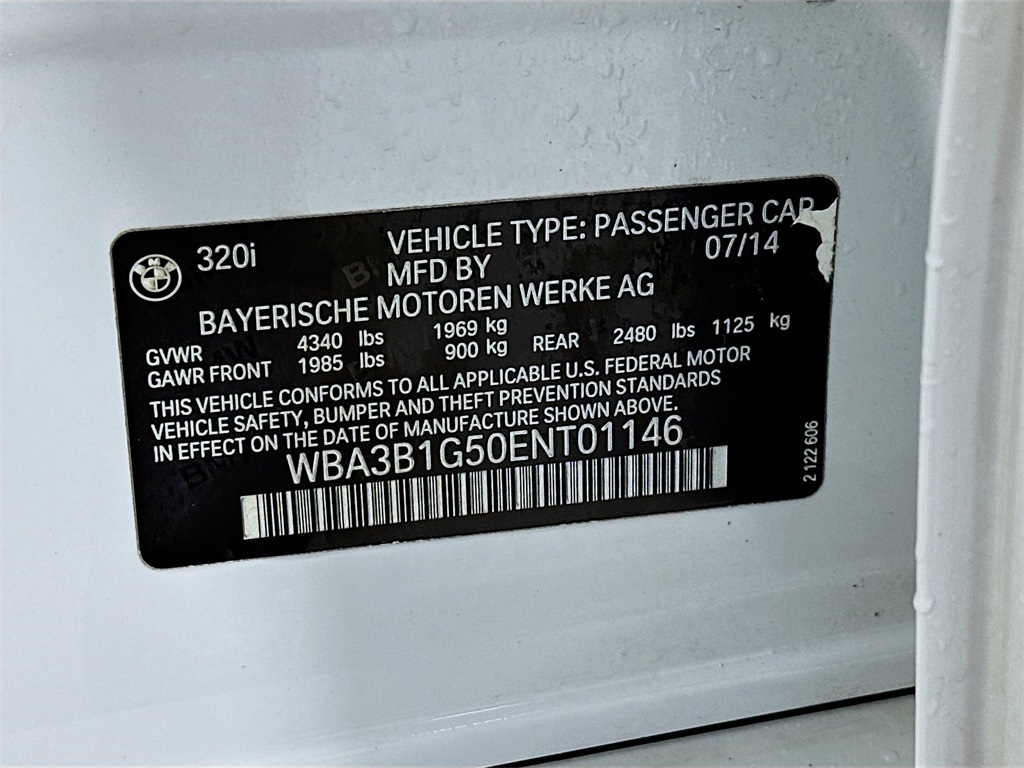 320i VEHICLE TYPE: PASSENGER CAR
MFD BY 07/14
BAYERISCHE MOTOREN WERKE AG
GVWR 4340 lbs 1969 kg
GAWR FRONT 1985 lbs 900 kg REAR 2480 lbs 1125 kg
THIS VEHICLE CONFORMS TO ALL APPLICABLE U.S. FEDERAL MOTOR
VEHICLE SAFETY, BUMPER AND THEFT PREVENTION STANDARDS
IN EFFECT ON THE DATE OF MANUFACTURE SHOWN ABOVE.
WBA3B1G50ENT01146
2 122 606